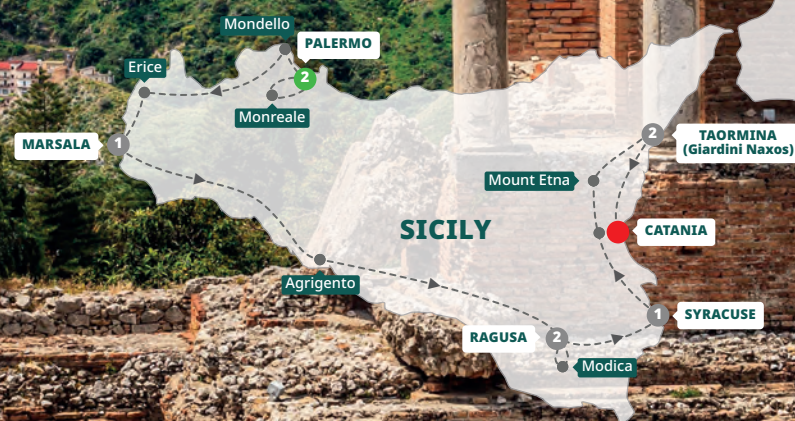 Mondello
PALERMO
2
Erice
Monreale
MARSALA
1
2
TAORMINA
(Giardini Naxos)
Mount Etna
SICILY
CATANIA
Agrigento
SYRACUSE
1
RAGUSA
2
Modica